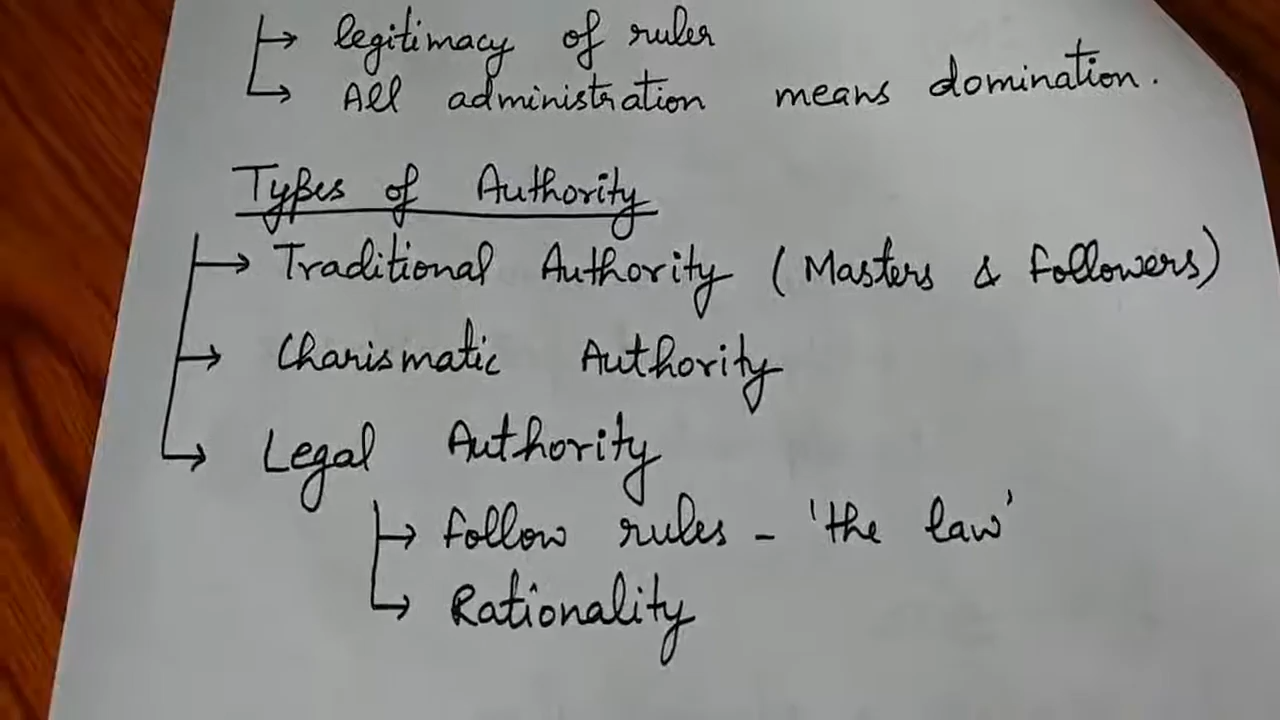 legitimacy of ruler
All administration means domination.
Types of Authority
Traditional Authority (Masters & followers)
Charismatic Authority
Legal Authority
follow rules - 'the law'
Rationality